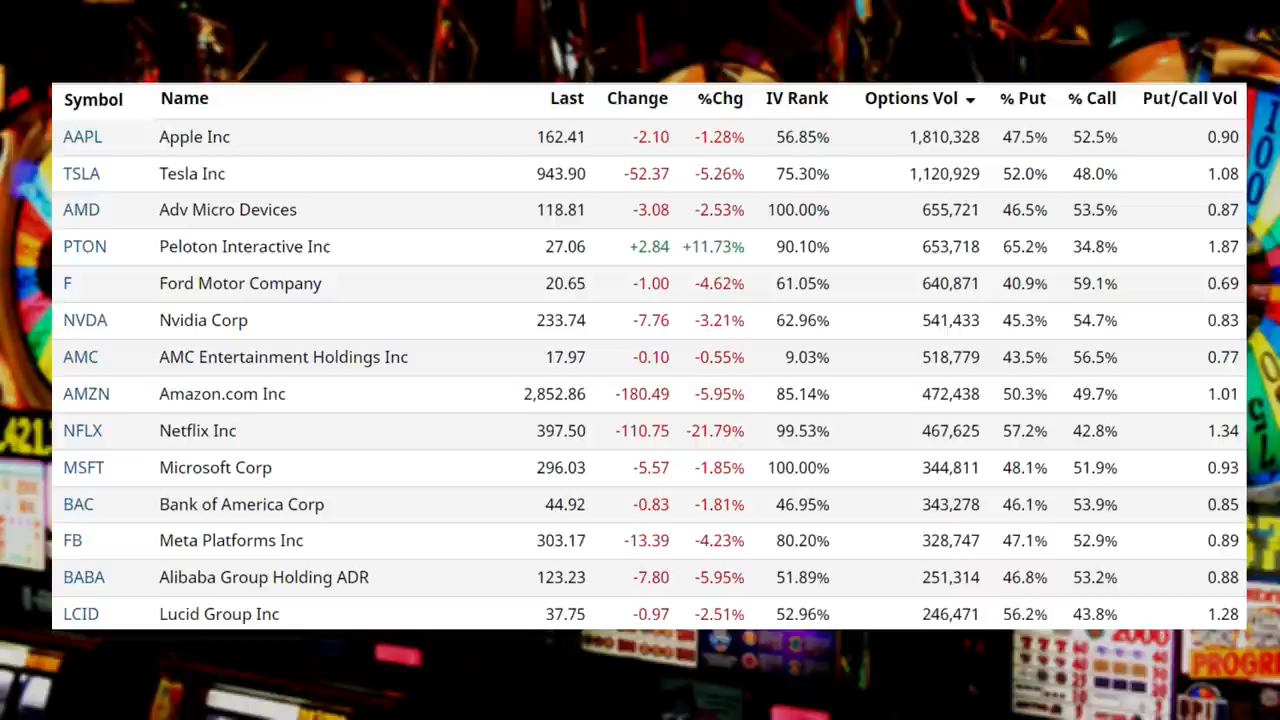 Symbol Name Last Change %Chg IV Rank Options Vol % Put % Call Put/Call Vol
AAPL Apple Inc 162.41 -2.10 -1.28% 56.85% 1,810,328 47.5% 52.5% 0.90
TSLA Tesla Inc 943.90 -52.37 -5.26% 75.30% 1,120,929 52.0% 48.0% 1.08
AMD Adv Micro Devices 118.81 -3.08 -2.53% 100.00% 655,721 46.5% 53.5% 0.87
PTON Peloton Interactive Inc 27.06 +2.84 +11.73% 90.10% 653,718 65.2% 34.8% 1.87
F Ford Motor Company 20.65 -1.00 -4.62% 61.05% 640,871 40.9% 59.1% 0.69
NVDA Nvidia Corp 233.74 -7.76 -3.21% 62.96% 541,433 45.3% 54.7% 0.83
AMC AMC Entertainment Holdings Inc 17.97 -0.10 -0.55% 9.03% 518,779 43.5% 56.5% 0.77
AMZN Amazon.com Inc 2,852.86 -180.49 -5.95% 85.14% 472,438 50.3% 49.7% 1.01
NFLX Netflix Inc 397.50 -110.75 -21.79% 99.53% 467,625 57.2% 42.8% 1.34
MSFT Microsoft Corp 296.03 -5.57 -1.85% 100.00% 344,811 48.1% 51.9% 0.93
BAC Bank of America Corp 44.92 -0.83 -1.81% 46.95% 343,278 46.1% 53.9% 0.85
FB Meta Platforms Inc 303.17 -13.39 -4.23% 80.20% 328,747 47.1% 52.9% 0.89
BABA Alibaba Group Holding ADR 123.23 -7.80 -5.95% 51.89% 251,314 46.8% 53.2% 0.88
LCID Lucid Group Inc 37.75 -0.97 -2.51% 52.96% 246,471 56.2% 43.8% 1.28
100
2000
PROGRE